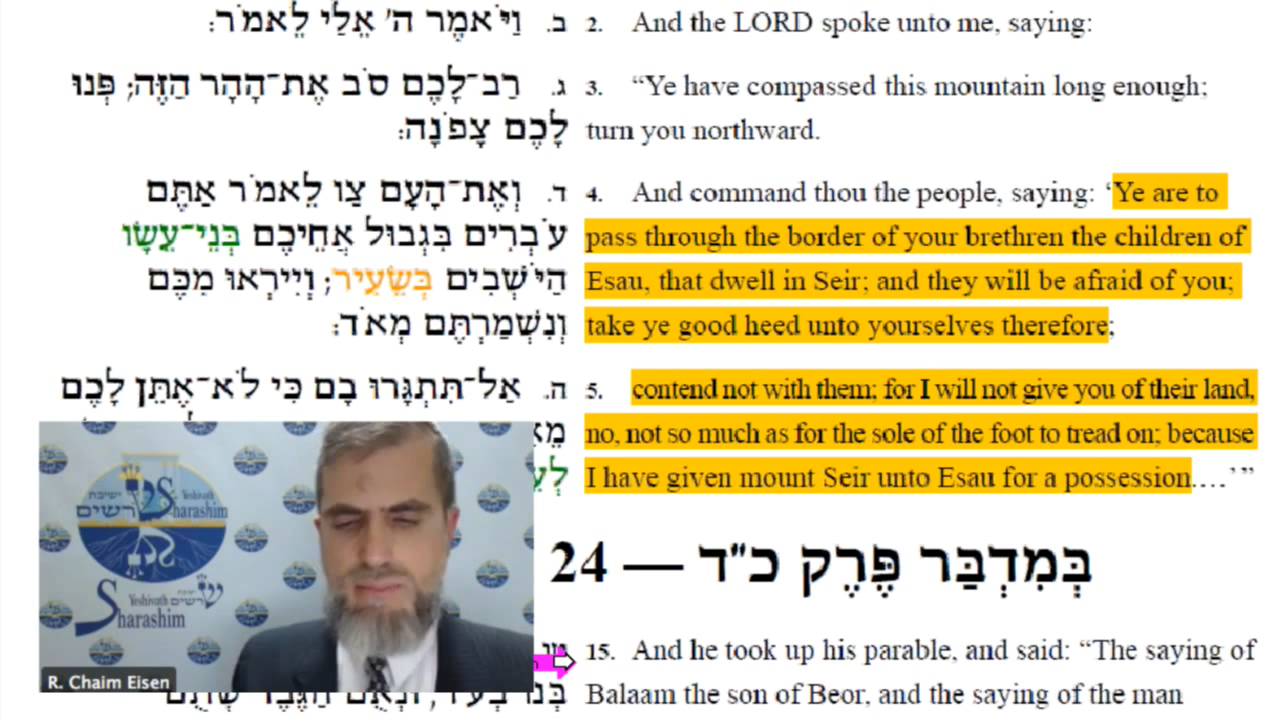 ב. וַיֹּאמֶר ה' אֵלַי לֵאמֹר:
2. And the LORD spoke unto me, saying:
ג. רַב־לָכֶם סֹב אֶת־הָהָר הַזֶּה; פְּנוּ
לָכֶם צָפֹנָה:
3. “Ye have compassed this mountain long enough;
turn you northward.
ד. וְאֶת־הָעָם צַו לֵאמֹר אַתֶּם
עֹבְרִים בִּגְבוּל אֲחֵיכֶם בְּנֵי־עֵשָׂו
הַיֹּשְׁבִים בְּשֵׂעִיר; וְיִירְאוּ מִכֶּם
וְנִשְׁמַרְתֶּם מְאֹד:
4. And command thou the people, saying: ‘Ye are to
pass through the border of your brethren the children of
Esau, that dwell in Seir; and they will be afraid of you;
take ye good heed unto yourselves therefore;
ה. אַל־תִּתְגָּרוּ בָם כִּי לֹא־אֶתֵּן לָכֶם
5. contend not with them; for I will not give you of their land,
no, not so much as for the sole of the foot to tread on; because
I have given mount Seir unto Esau for a possession....’”
בְּמִדְבַּר פֶּרֶק כ"ד — 24
15. And he took up his parable, and said: “The saying of
Balaam the son of Beor, and the saying of the man
ישיבת
שרשים
Yeshivath
Sharashim
Yeshivath שרשים
Sharashim
R. Chaim Eisen